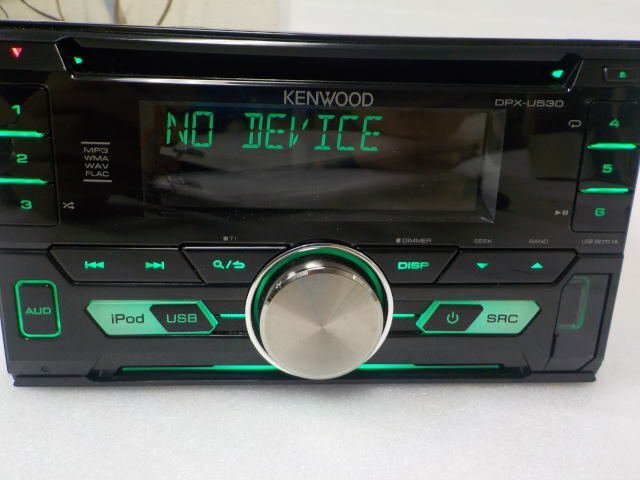 KENWOOD
DPX-U530
NO DEVICE
1
2
3
MP3
WMA
WAV
FLAC
4
5
6
TI
DIMMER
SEEK
BAND
DISP
AUD
iPod
USB
SRC